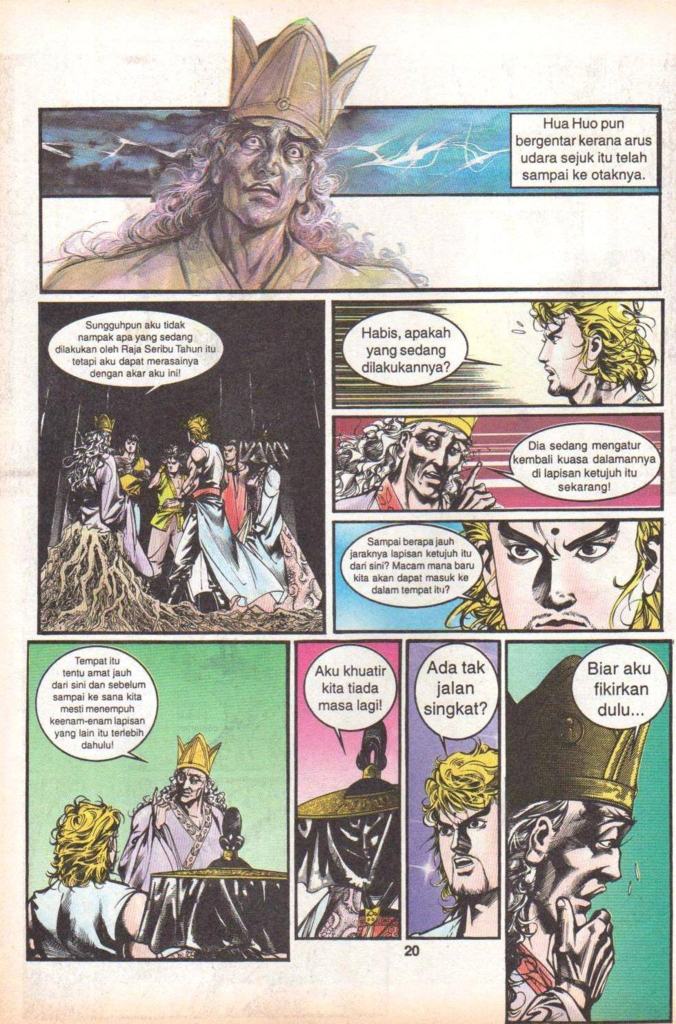 Hua Huo pun
bergentar kerana arus
udara sejuk itu telah
sampai ke otaknya.
Sungguhpun aku tidak
nampak apa yang sedang
dilakukan oleh Raja Seribu Tahun itu
tetapi aku dapat merasainya
dengan akar aku ini!
Habis, apakah
yang sedang
dilakukannya?
Dia sedang mengatur
kembali kuasa dalamannya
di lapisan ketujuh itu
sekarang!
Sampai berapa jauh
jaraknya lapisan ketujuh itu
dari sini? Macam mana baru
kita akan dapat masuk ke
dalam tempat itu?
Tempat itu
tentu amat jauh
dari sini dan sebelum
sampai ke sana kita
mesti menempuh
keenam-enam lapisan
yang lain itu terlebih
dahulu!
Aku khuatir
kita tiada
masa lagi!
Ada tak
jalan
singkat?
Biar aku
fikirkan
dulu...
20